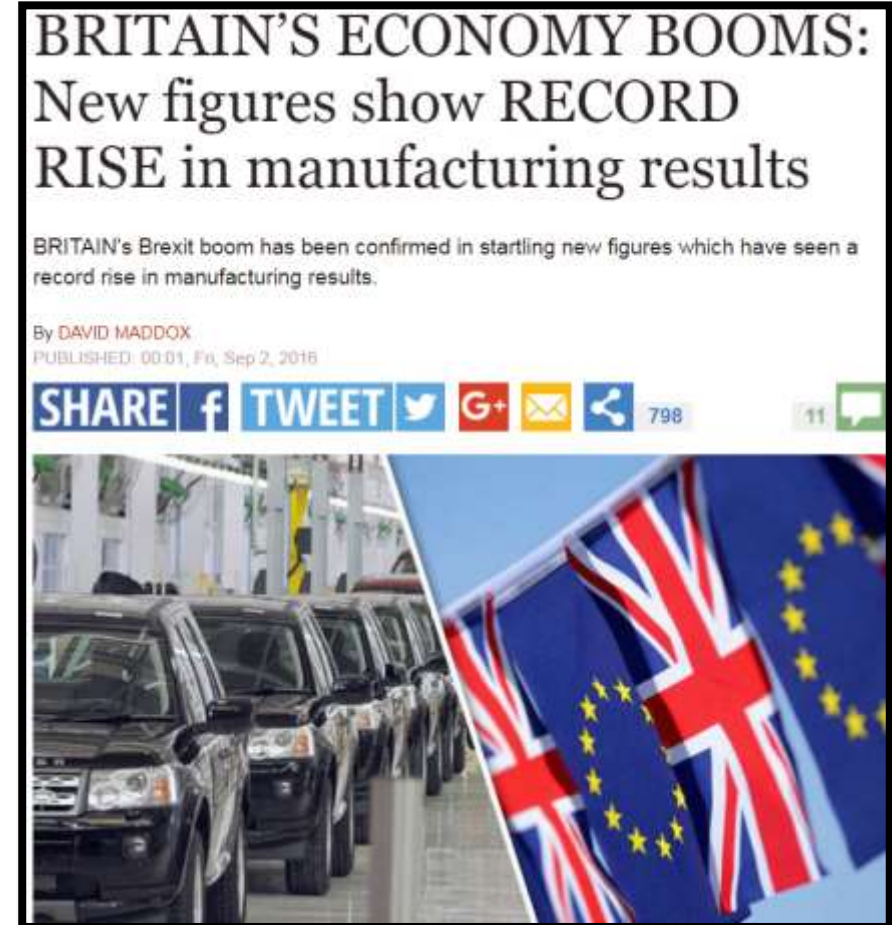 BRITAIN'S ECONOMY BOOMS:
New figures show RECORD
RISE in manufacturing results
BRITAIN's Brexit boom has been confirmed in startling new figures which have seen a
record rise in manufacturing results.
By DAVID MADDOX
PUBLISHED: 00:01, Fri, Sep 2, 2016
SHARE f TWEET G+ 798 11